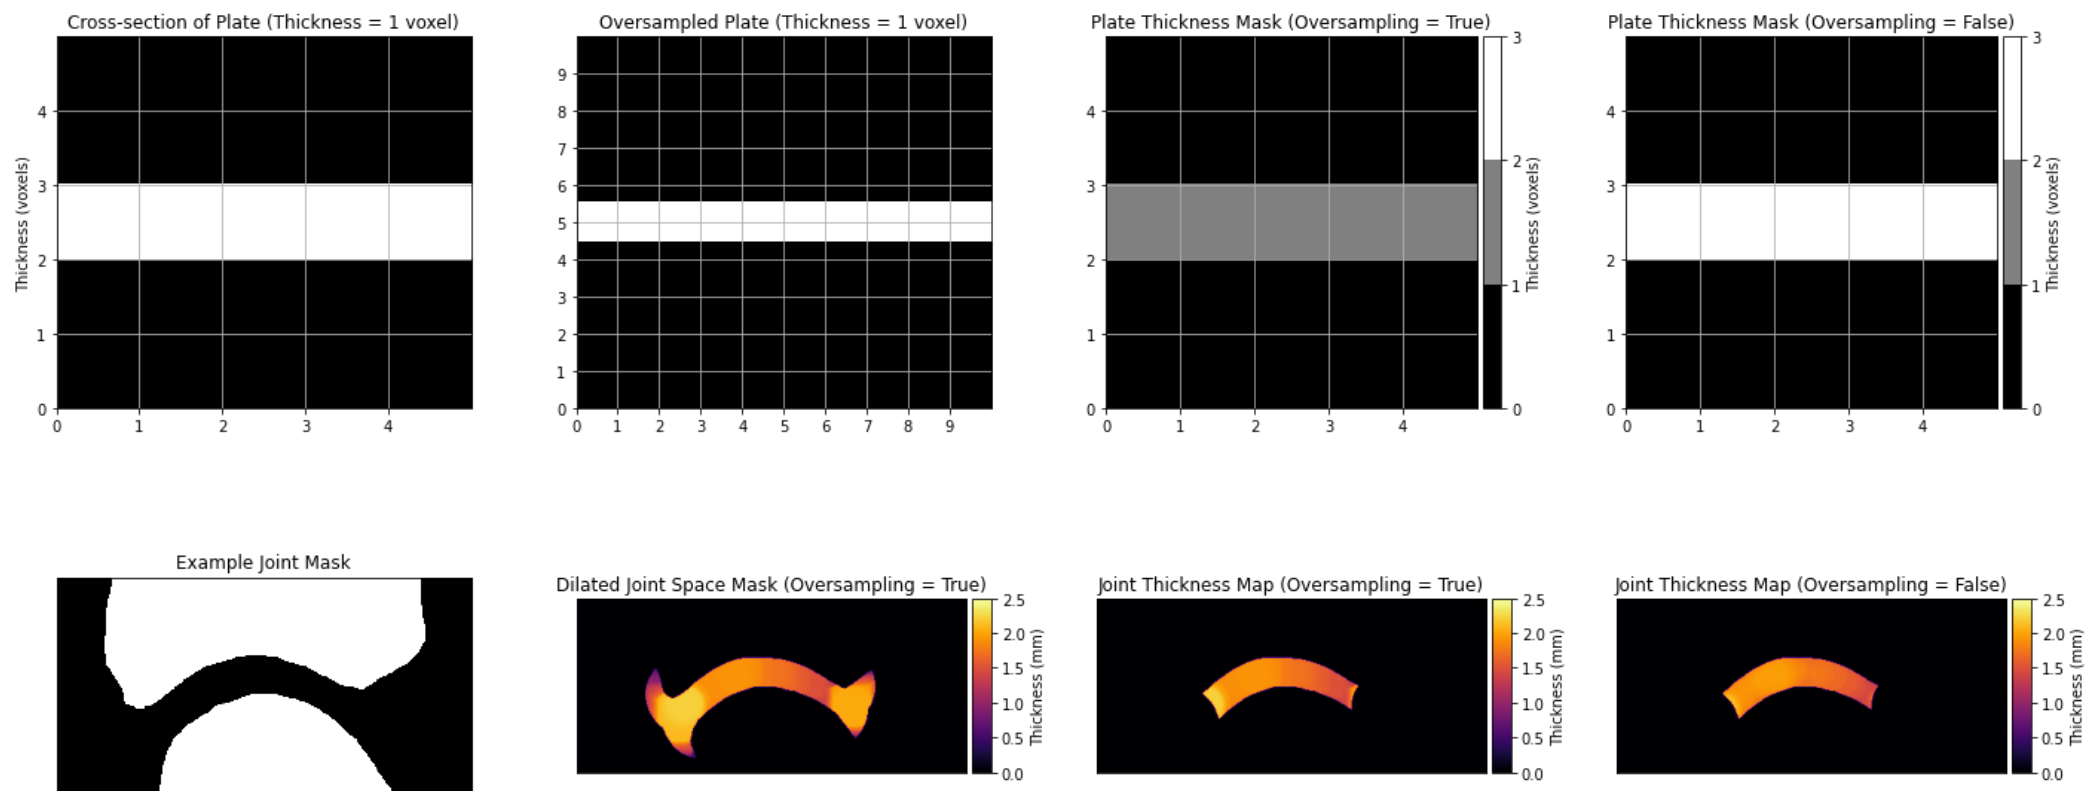 Cross-section of Plate (Thickness = 1 voxel)
Thickness (voxels)
4
3
2
1
0
0 1 2 3 4
Oversampled Plate (Thickness = 1 voxel)
9
8
7
6
5
4
3
2
1
0
0 1 2 3 4 5 6 7 8 9
Plate Thickness Mask (Oversampling = True)
4
3
2
1
0
0 1 2 3 4
3
2
1
0
Thickness (voxels)
Plate Thickness Mask (Oversampling = False)
4
3
2
1
0
0 1 2 3 4
3
2
1
0
Thickness (voxels)
Example Joint Mask
Dilated Joint Space Mask (Oversampling = True)
2.5
2.0
1.5
1.0
0.5
0.0
Thickness (mm)
Joint Thickness Map (Oversampling = True)
2.5
2.0
1.5
1.0
0.5
0.0
Thickness (mm)
Joint Thickness Map (Oversampling = False)
2.5
2.0
1.5
1.0
0.5
0.0
Thickness (mm)